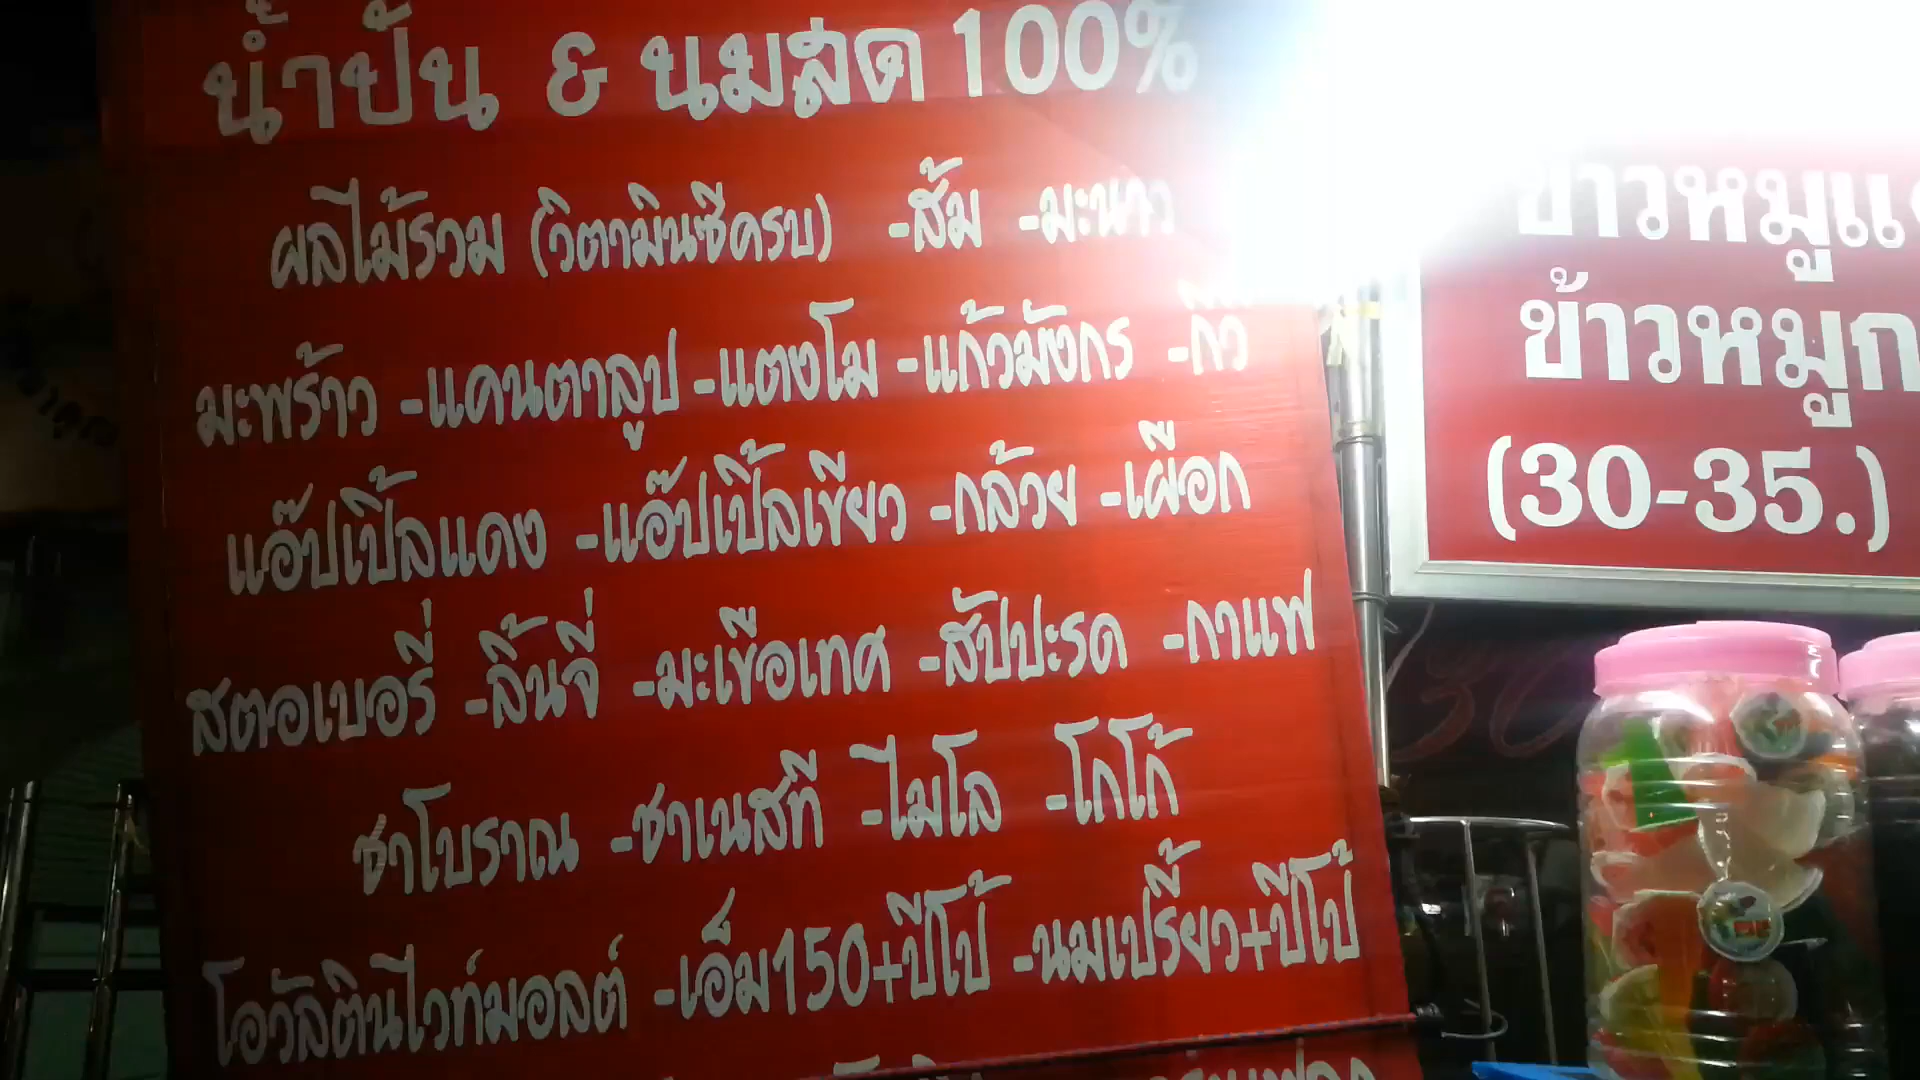 น้ำปั่น & นมสด 100%
ผลไม้รวม (วิตามินซีครบ) -ส้ม -มะนาว
มะพร้าว -แคนตาลูป -แตงโม -แก้วมังกร -กีวี
แอ๊ปเปิ้ลแดง -แอ๊ปเปิ้ลเขียว -กล้วย -เผือก
สตอเบอรี่ -ลิ้นจี่ -มะเขือเทศ -สัปปะรด -กาแฟ
ชาโบราณ -ชาเนสที -ไมโล -โกโก้
โอวัลตินไวท์มอลต์ -เอ็ม150+ปีโป้ -นมเปรี้ยว+ปีโป้
ข้าวหมูแ
ข้าวหมูก
(30-35.)